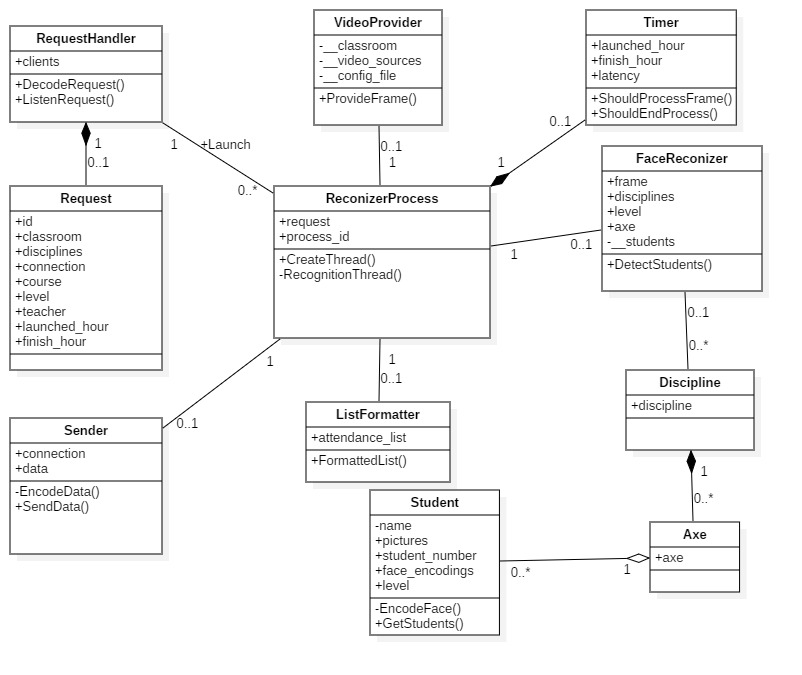 RequestHandler
+clients
+DecodeRequest()
+ListenRequest()
VideoProvider
-__classroom
-__video_sources
-__config_file
+ProvideFrame()
Timer
+launched_hour
+finish_hour
+latency
+ShouldProcessFrame()
+ShouldEndProcess()
1
0..1
1
+Launch
0..*
0..1
1
0..1
1
Request
+id
+classroom
+disciplines
+connection
+course
+level
+teacher
+launched_hour
+finish_hour
ReconizerProcess
+request
+process_id
+CreateThread()
-RecognitionThread()
FaceReconizer
+frame
+disciplines
+level
+axe
-__students
+DetectStudents()
1
0..1
0..1
0..*
1
0..1
1
0..1
Sender
+connection
+data
-EncodeData()
+SendData()
ListFormatter
+attendance_list
+FormattedList()
Discipline
+discipline
1
0..*
Student
-name
+pictures
+student_number
+face_encodings
+level
-EncodeFace()
+GetStudents()
0..*
1
Axe
+axe